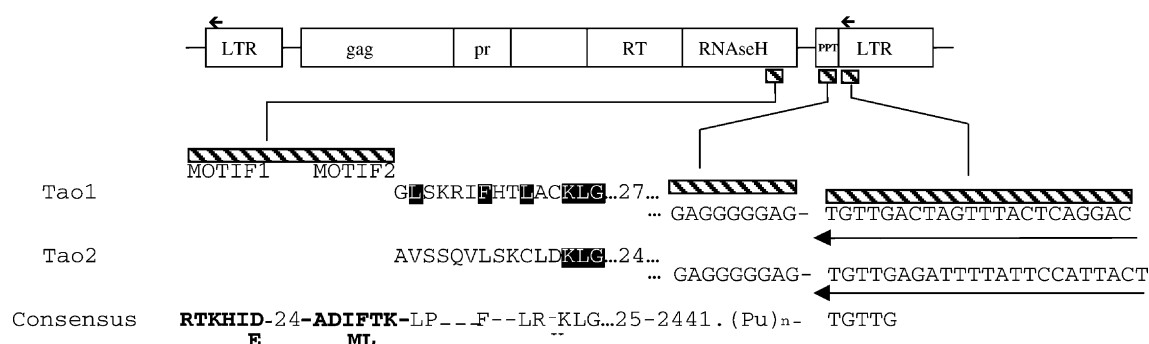 LTR gag pr RT RNAseH PPT LTR
MOTIF1 MOTIF2
Tao1 GLSKRIFHTLACKLG...27...
... GAGGGGGAG- TGTTGACTAGTTTACTCAGGAC
Tao2 AVSSQVLSKCLDKLG...24...
... GAGGGGGAG- TGTTGAGATTTTATTCCATTACT
Consensus RTKHID-24-ADIFTK-LP---F--LR-KLG...25-2441.(Pu)n- TGTTG
E ML